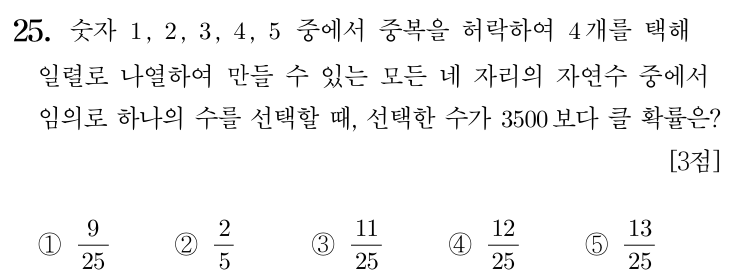 25. 숫자 1, 2, 3, 4, 5 중에서 중복을 허락하여 4개를 택해
일렬로 나열하여 만들 수 있는 모든 네 자리의 자연수 중에서
임의로 하나의 수를 선택할 때, 선택한 수가 3500보다 클 확률은?
[3점]
① 9/25 ② 2/5 ③ 11/25 ④ 12/25 ⑤ 13/25